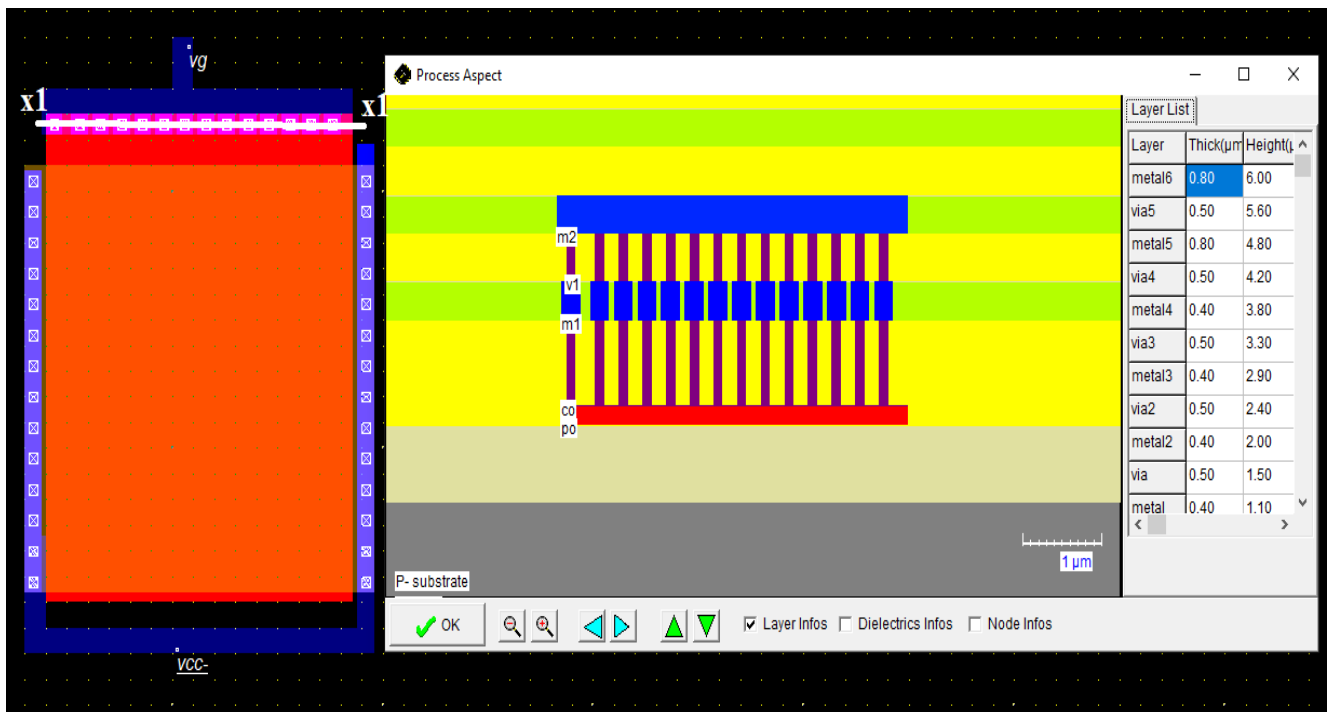 vg
x1
x1
vcc-
Process Aspect
m2
v1
m1
co
po
1 µm
P- substrate
OK
Layer Infos
Dielectrics Infos
Node Infos
Layer List
Layer Thick(µm Height(µ
metal6 0.80 6.00
via5 0.50 5.60
metal5 0.80 4.80
via4 0.50 4.20
metal4 0.40 3.80
via3 0.50 3.30
metal3 0.40 2.90
via2 0.50 2.40
metal2 0.40 2.00
via 0.50 1.50
metal 0.40 1.10